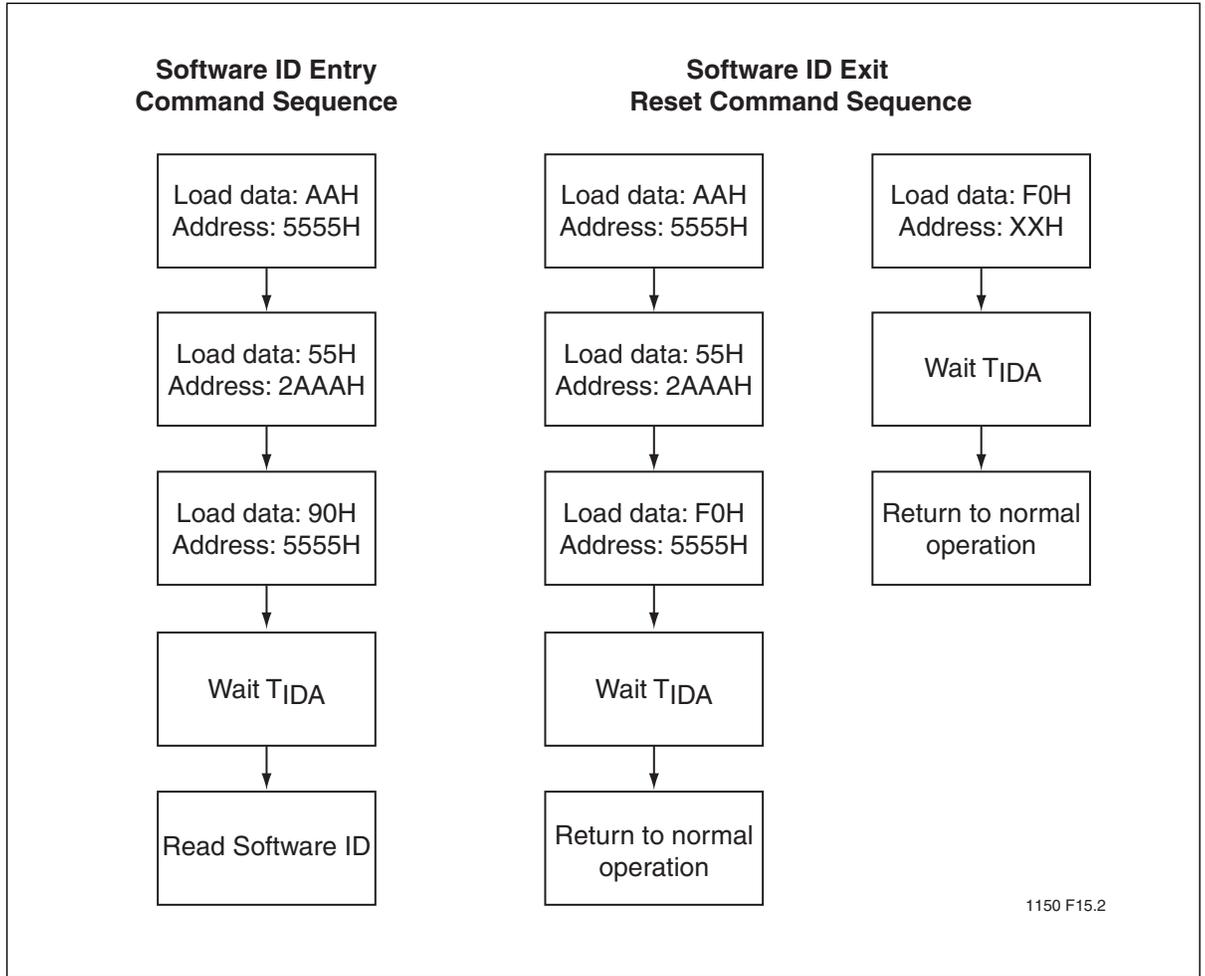 Software ID Entry
Command Sequence
Load data: AAH
Address: 5555H
Load data: 55H
Address: 2AAAH
Load data: 90H
Address: 5555H
Wait TIDA
Read Software ID
Software ID Exit
Reset Command Sequence
Load data: AAH
Address: 5555H
Load data: 55H
Address: 2AAAH
Load data: F0H
Address: 5555H
Wait TIDA
Return to normal
operation
Load data: F0H
Address: XXH
Wait TIDA
Return to normal
operation
1150 F15.2